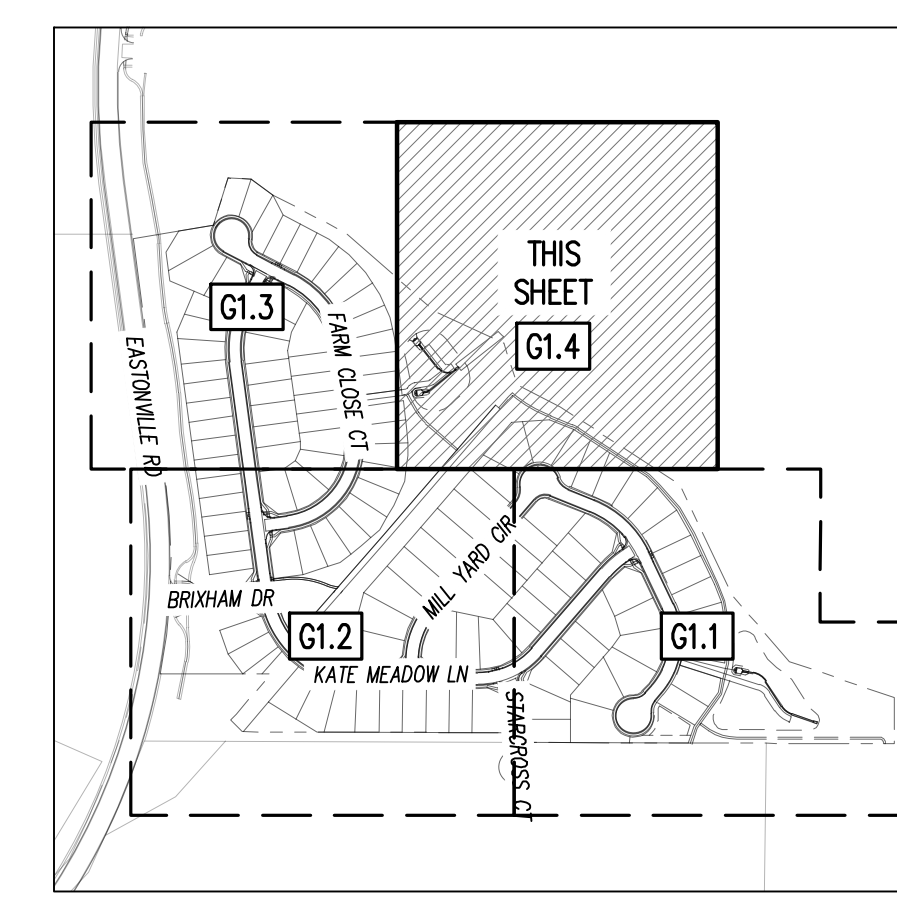 THIS
SHEET
G1.4
G1.3
FARM CLOSE CT
EASTONVILLE RD
MILL YARD CIR
BRIXHAM DR
G1.2
G1.1
KATE MEADOW LN
STARCROSS CT